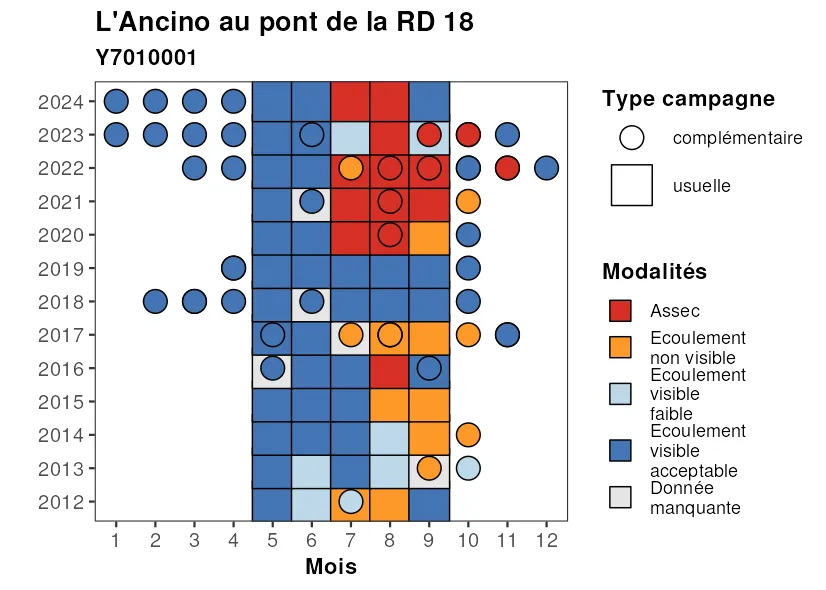 L'Ancino au pont de la RD 18
Y7010001
2024
2023
2022
2021
2020
2019
2018
2017
2016
2015
2014
2013
2012
1 2 3 4 5 6 7 8 9 10 11 12
Mois
Type campagne
complémentaire
usuelle
Modalités
Assec
Ecoulement
non visible
Ecoulement
visible
faible
Ecoulement
visible
acceptable
Donnée
manquante